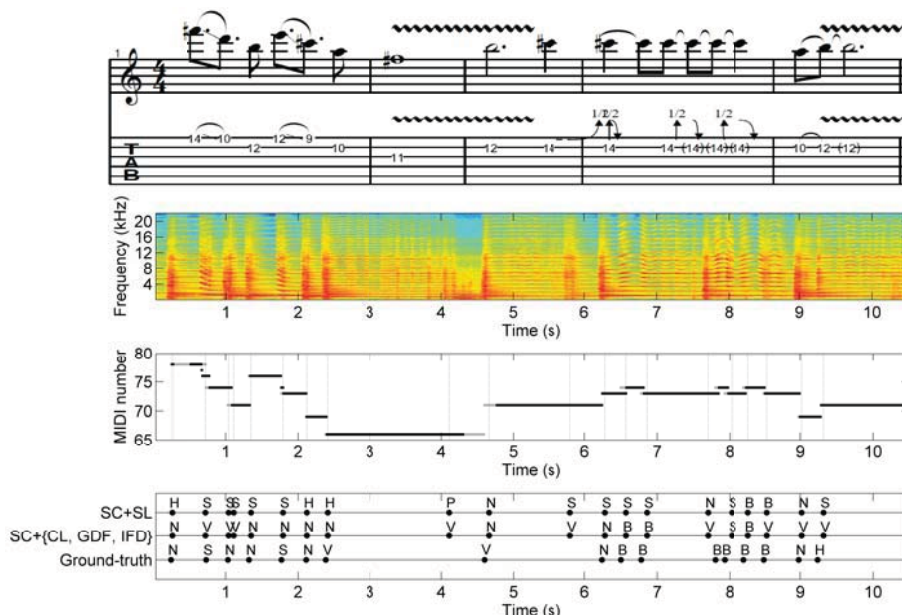 1
4
4
1/2 1/2 1/2 1/2
T
A
B
14 10 12 12 9 10 11 12 14 14 14 (14) (14) (14) 10 12 (12)
Frequency (kHz)
20
16
12
8
4
1 2 3 4 5 6 7 8 9 10
Time (s)
MIDI number
80
75
70
65
1 2 3 4 5 6 7 8 9 10
Time (s)
H S S S S S H H P N S S S S N S B B N S
SC+SL
N V V V N N N N V N V N B B V S B B N V
SC+{CL, GDF, IFD}
N S N N S N V V N B B B B B B N H
Ground-truth
1 2 3 4 5 6 7 8 9 10
Time (s)